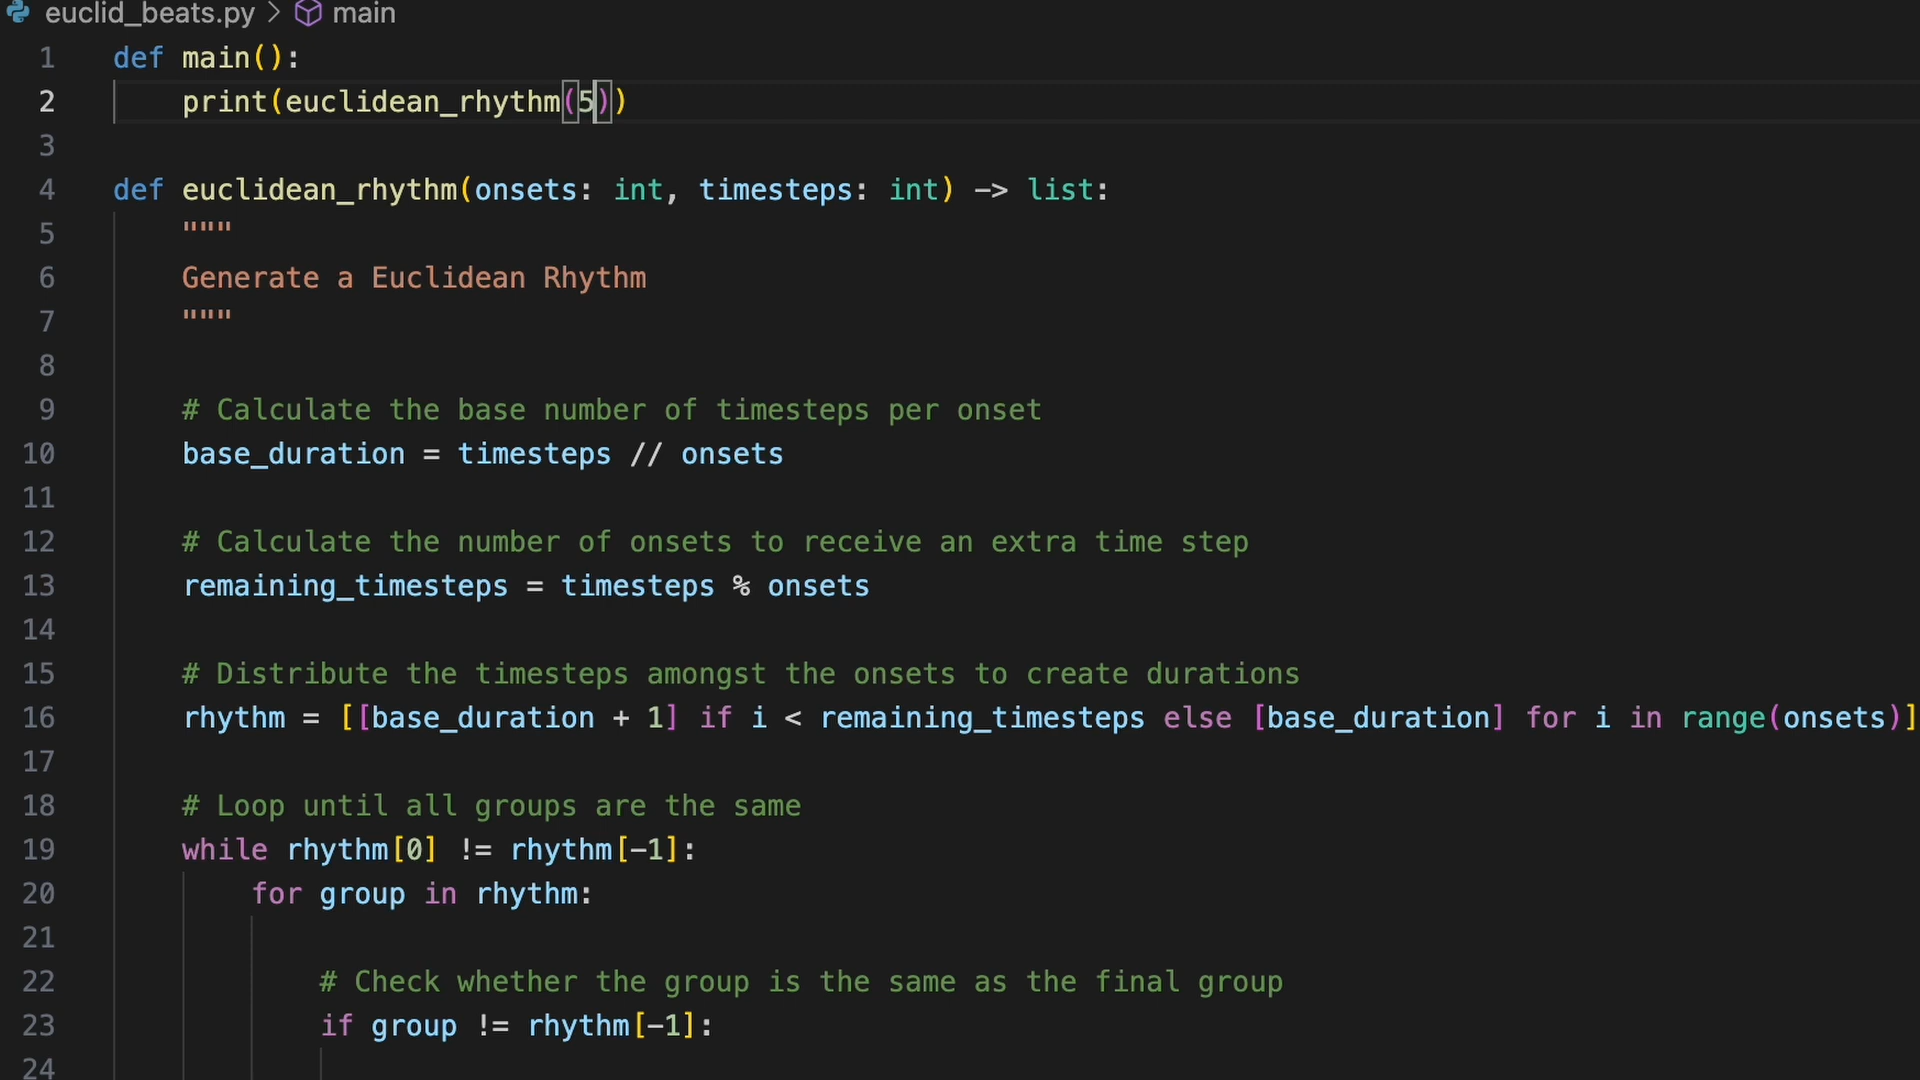 euclid_beats.py > main
1 def main():
2 print(euclidean_rhythm(5))
3
4 def euclidean_rhythm(onsets: int, timesteps: int) -> list:
5 """
6 Generate a Euclidean Rhythm
7 """
8
9 # Calculate the base number of timesteps per onset
10 base_duration = timesteps // onsets
11
12 # Calculate the number of onsets to receive an extra time step
13 remaining_timesteps = timesteps % onsets
14
15 # Distribute the timesteps amongst the onsets to create durations
16 rhythm = [[base_duration + 1] if i < remaining_timesteps else [base_duration] for i in range(onsets)]
17
18 # Loop until all groups are the same
19 while rhythm[0] != rhythm[-1]:
20 for group in rhythm:
21
22 # Check whether the group is the same as the final group
23 if group != rhythm[-1]:
24